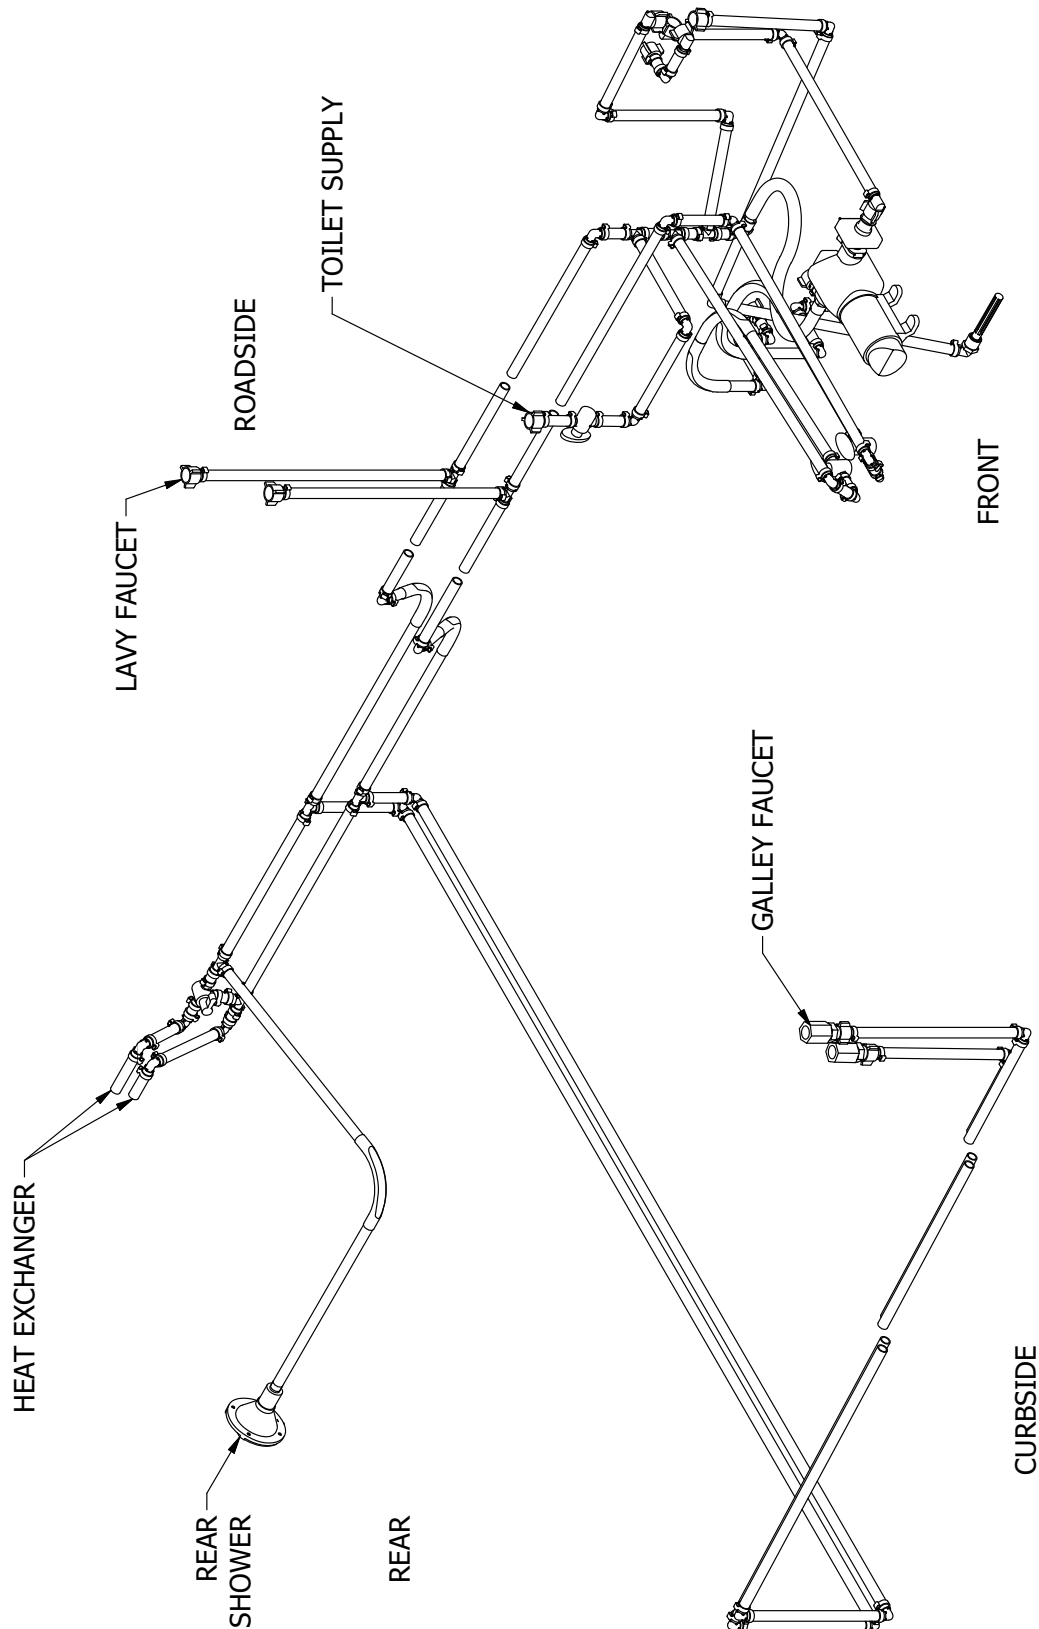 HEAT EXCHANGER
REAR
SHOWER
REAR
LAVY FAUCET
ROADSIDE
TOILET SUPPLY
GALLEY FAUCET
CURBSIDE
FRONT